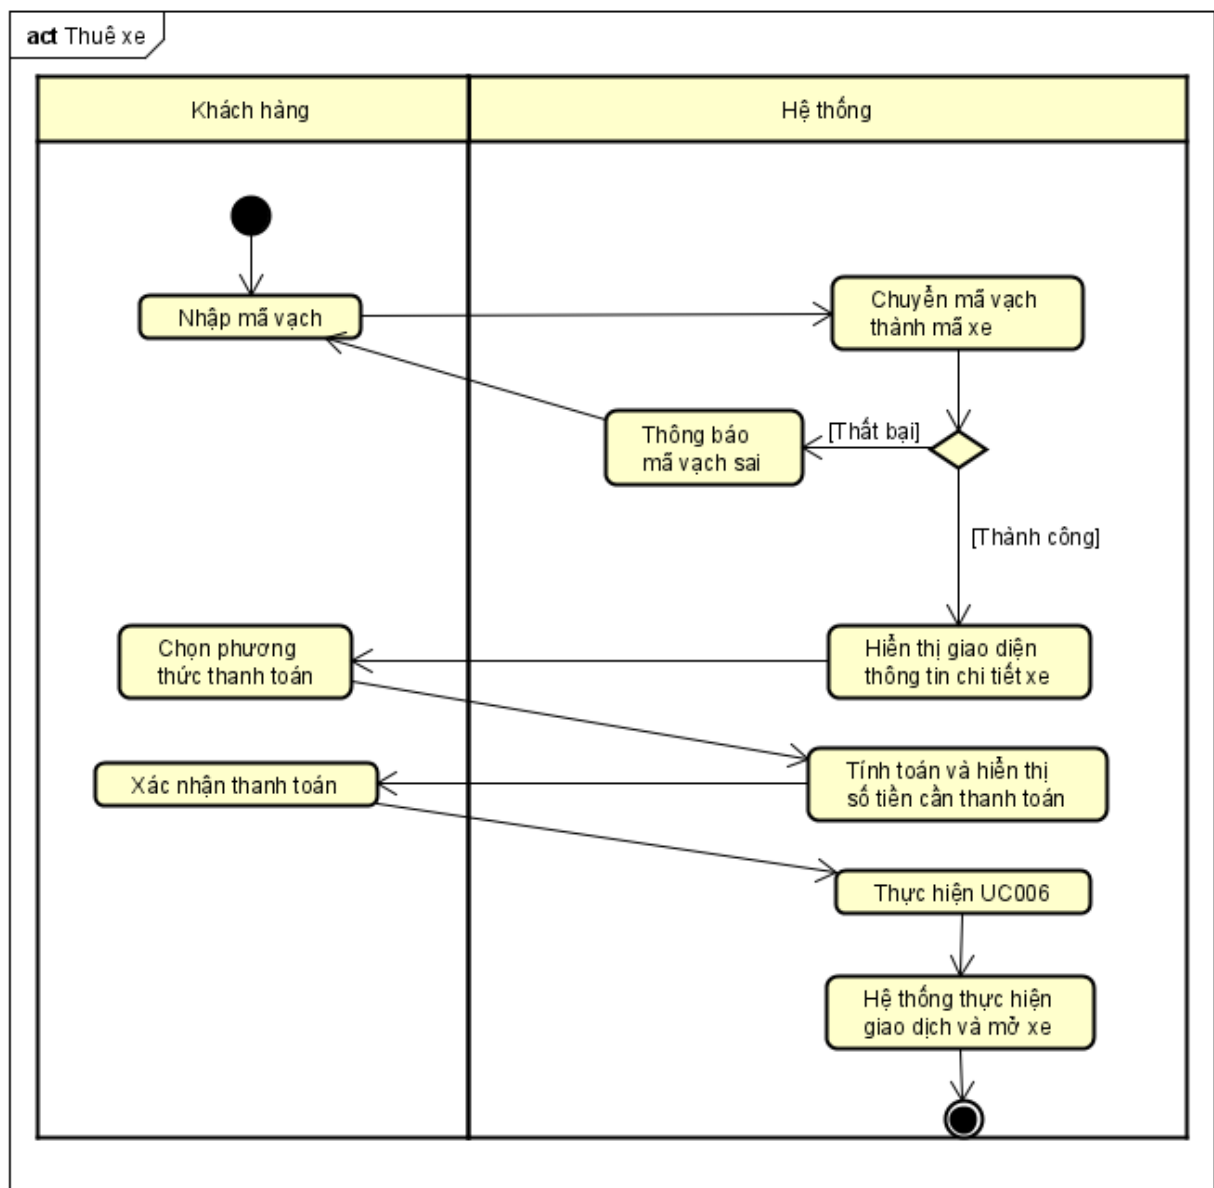 act Thuê xe
Khách hàng
Hệ thống
Nhập mã vạch
Chuyển mã vạch
thành mã xe
Thông báo
mã vạch sai
[Thất bại]
[Thành công]
Chọn phương
thức thanh toán
Hiển thị giao diện
thông tin chi tiết xe
Xác nhận thanh toán
Tính toán và hiển thị
số tiền cần thanh toán
Thực hiện UC006
Hệ thống thực hiện
giao dịch và mở xe